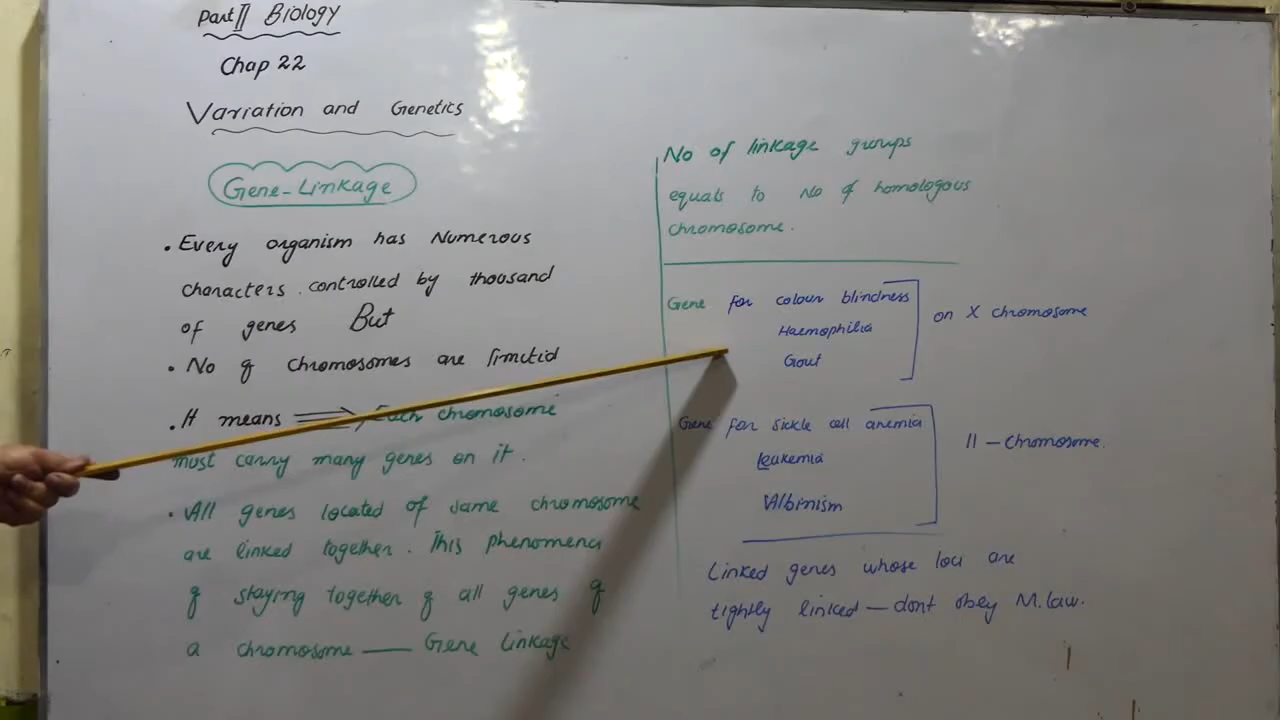 Part II Biology
Chap 22
Variation and Genetics
Gene-Linkage
. Every organism has Numerous
characters controlled by thousand
of genes But
. No of chromosomes are limitid
. It means ⟹ Each chromosome
must carry many genes on it.
. All genes located of same chromosome
are linked together. This phenomena
of staying together of all genes of
a chromosome — Gene Linkage
No of linkage groups
equals to No of homologous
chromosome.
Gene for colour blindness
Haemophilia
Gout
on X chromosome
Gene for sickle cell anemia
Leukemia
Albinism
11 - chromosome.
Linked genes whose loci are
tightly linked — dont obey M.law.